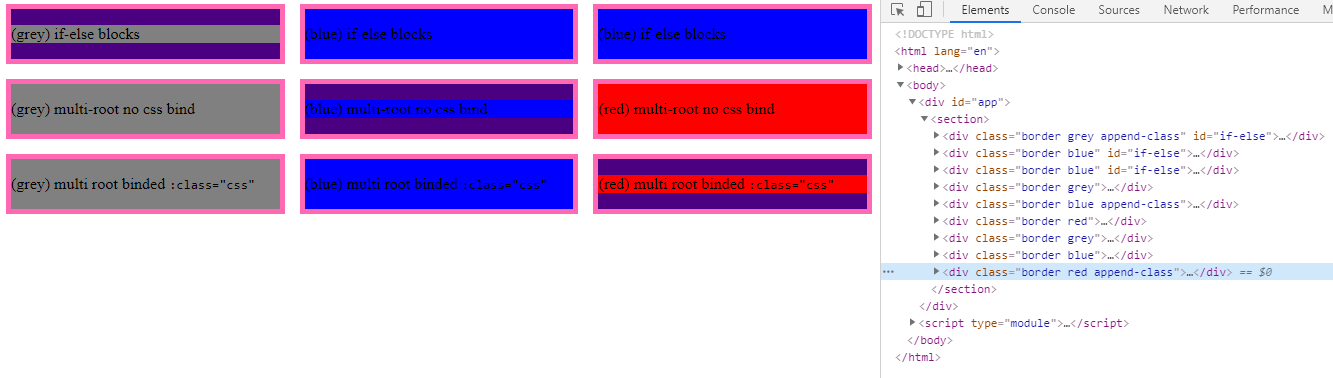 (grey) if-else blocks
(blue) if-else blocks
(blue) if-else blocks
(grey) multi-root no css bind
(blue) multi-root no css bind
(red) multi-root no css bind
(grey) multi root binded :class="css"
(blue) multi root binded :class="css"
(red) multi root binded :class="css"
Elements Console Sources Network Performance M
<!DOCTYPE html>
<html lang="en">
<head>…</head>
<body>
<div id="app">
<section>
<div class="border grey append-class" id="if-else">…</div>
<div class="border blue" id="if-else">…</div>
<div class="border blue" id="if-else">…</div>
<div class="border grey">…</div>
<div class="border blue append-class">…</div>
<div class="border red">…</div>
<div class="border grey">…</div>
<div class="border blue">…</div>
<div class="border red append-class">…</div> == $0
</section>
</div>
<script type="module">…</script>
</body>
</html>